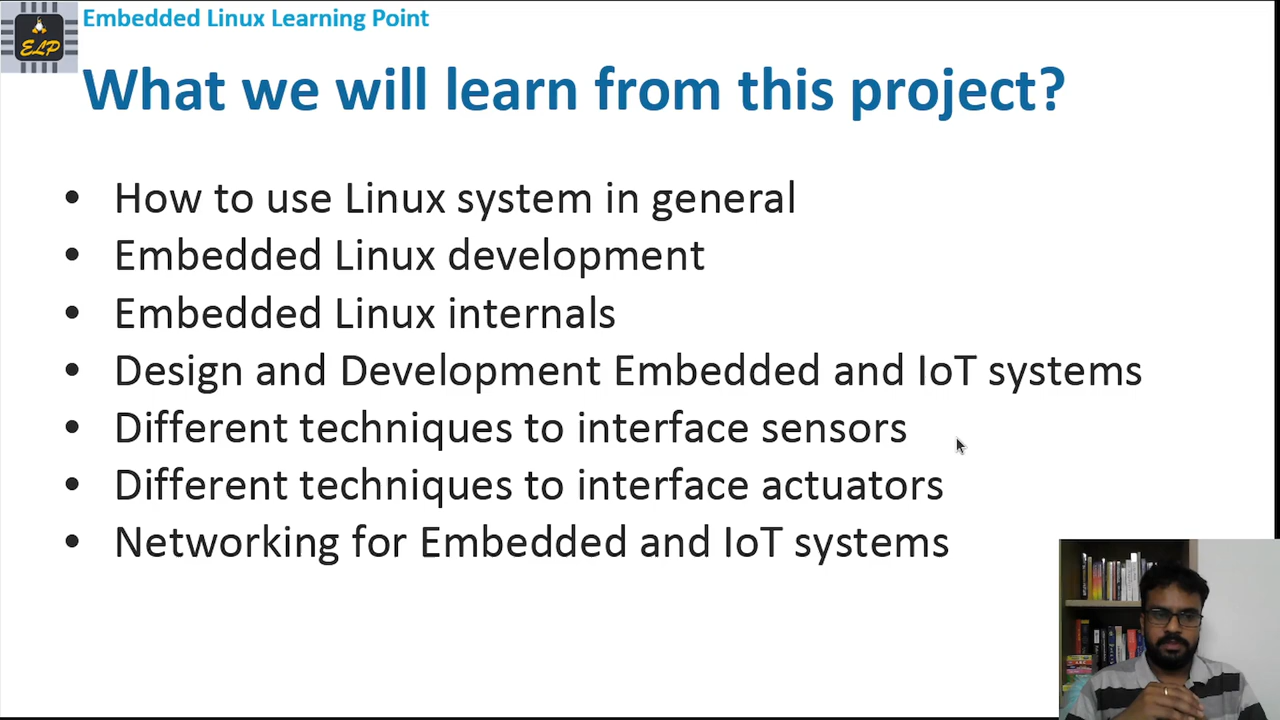 Embedded Linux Learning Point
ELP
What we will learn from this project?
• How to use Linux system in general
• Embedded Linux development
• Embedded Linux internals
• Design and Development Embedded and IoT systems
• Different techniques to interface sensors
• Different techniques to interface actuators
• Networking for Embedded and IoT systems